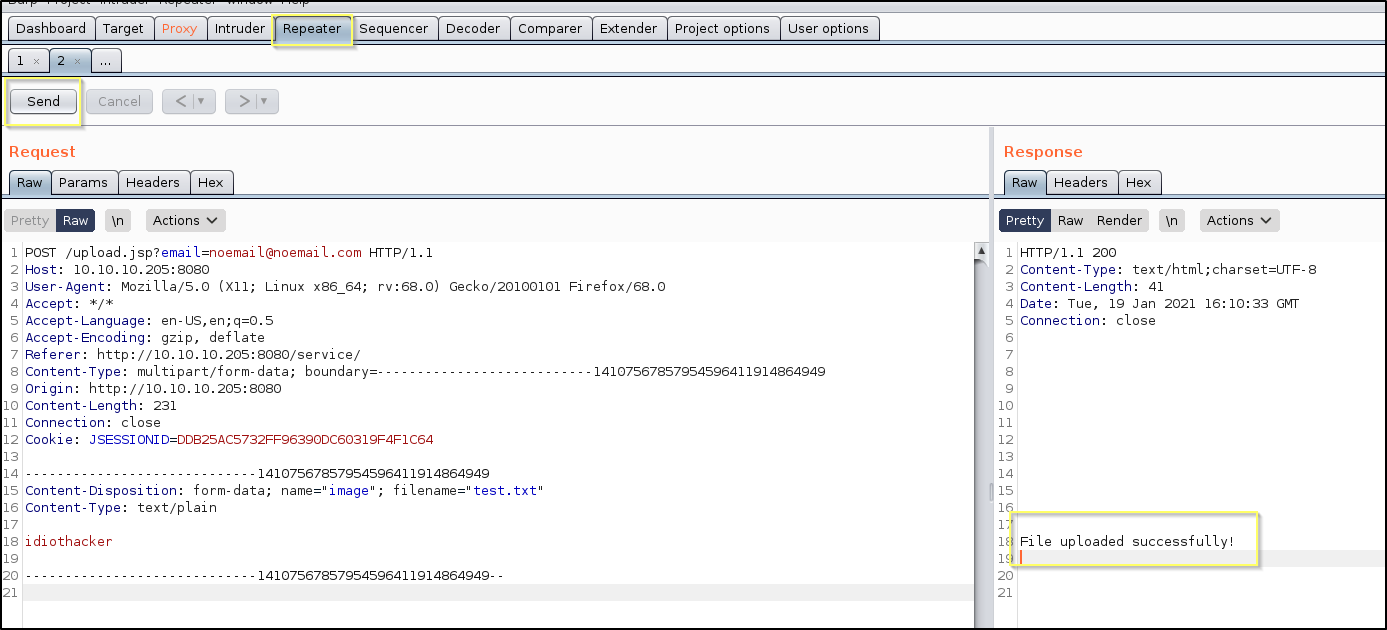 Burp Project Intruder Repeater Window Help
Dashboard Target Proxy Intruder Repeater Sequencer Decoder Comparer Extender Project options User options
1 × 2 × ...
Send Cancel < ▼ > ▼
Request
Raw Params Headers Hex
Pretty Raw \n Actions
1 POST /upload.jsp?email=noemail@noemail.com HTTP/1.1
2 Host: 10.10.10.205:8080
3 User-Agent: Mozilla/5.0 (X11; Linux x86_64; rv:68.0) Gecko/20100101 Firefox/68.0
4 Accept: */*
5 Accept-Language: en-US,en;q=0.5
6 Accept-Encoding: gzip, deflate
7 Referer: http://10.10.10.205:8080/service/
8 Content-Type: multipart/form-data; boundary=---------------------------14107567857954596411914864949
9 Origin: http://10.10.10.205:8080
10 Content-Length: 231
11 Connection: close
12 Cookie: JSESSIONID=DDB25AC5732FF96390DC60319F4F1C64
13
14 -----------------------------14107567857954596411914864949
15 Content-Disposition: form-data; name="image"; filename="test.txt"
16 Content-Type: text/plain
17
18 idiothacker
19
20 -----------------------------14107567857954596411914864949--
21
Response
Raw Headers Hex
Pretty Raw Render \n Actions
1 HTTP/1.1 200
2 Content-Type: text/html;charset=UTF-8
3 Content-Length: 41
4 Date: Tue, 19 Jan 2021 16:10:33 GMT
5 Connection: close
6
7
8
9
10
11
12
13
14
15
16
17
18 File uploaded successfully!
19
20
21